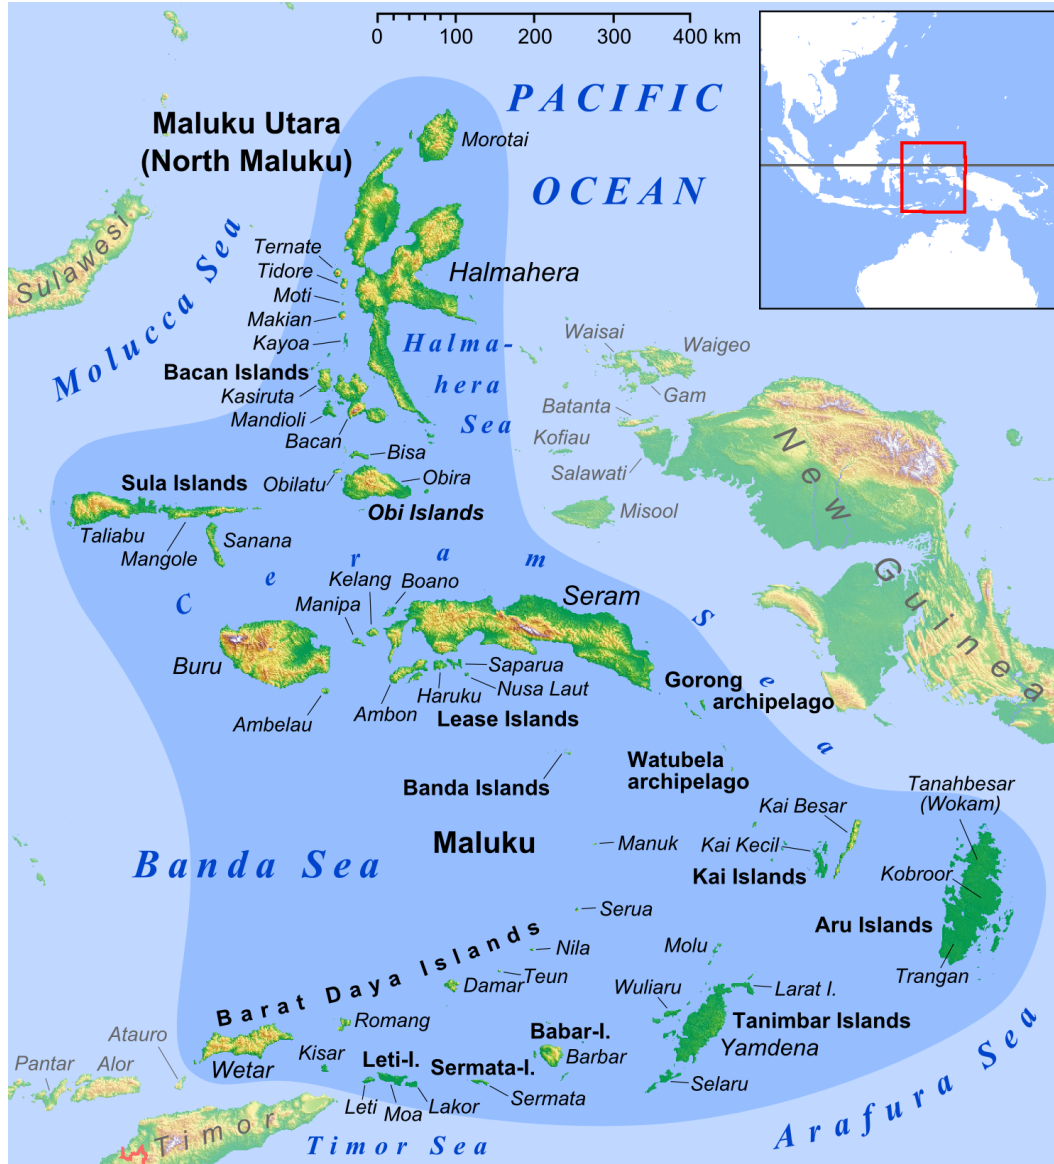 0 100 200 400 km
PACIFIC
OCEAN
Maluku Utara
(North Maluku)
Morotai
Sulawesi
Molucca Sea
Ternate
Tidore
Moti
Makian
Kayoa
Halmahera
Halma-
hera
Sea
Bacan Islands
Kasiruta
Mandioli
Bacan
Waisai
Waigeo
Gam
Batanta
Kofiau
Salawati
Misool
New Guinea
Bisa
Obilatu
Obira
Obi Islands
Sula Islands
Taliabu
Mangole
Sanana
Ceram Sea
Kelang
Boano
Manipa
Seram
Buru
Ambelau
Ambon
Haruku
Saparua
Nusa Laut
Lease Islands
Gorong
archipelago
Banda Islands
Watubela
archipelago
Maluku
Manuk
Kai Besar
Kai Kecil
Kai Islands
Tanahbesar
(Wokam)
Kobroor
Aru Islands
Trangan
Banda Sea
Serua
Nila
Teun
Damar
Barat Daya Islands
Romang
Wetar
Kisar
Leti-I.
Leti
Moa
Lakor
Sermata-I.
Sermata
Babar-I.
Barbar
Molu
Wuliaru
Larat I.
Tanimbar Islands
Yamdena
Selaru
Atauro
Pantar
Alor
Timor
Timor Sea
Arafura Sea